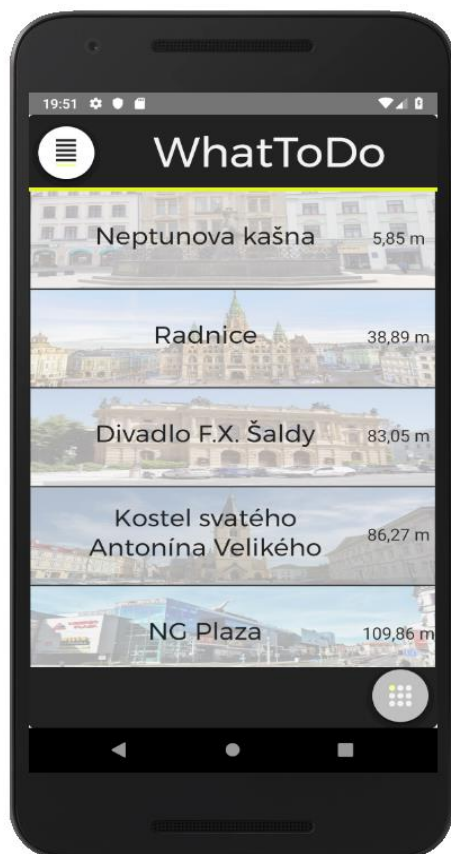 19:51
WhatToDo
Neptunova kašna 5,85 m
Radnice 38,89 m
Divadlo F.X. Šaldy 83,05 m
Kostel svatého
Antonína Velikého 86,27 m
NG Plaza 109,86 m